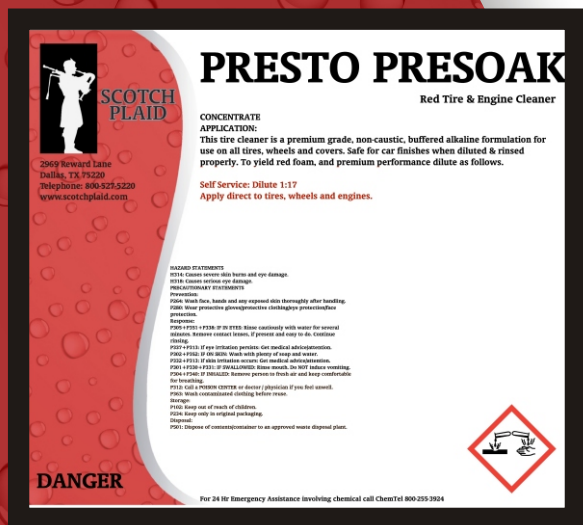 PRESTO PRESOAK
Red Tire & Engine Cleaner
SCOTCH
PLAID
2969 Reward Lane
Dallas, TX 75220
Telephone: 800-527-5220
www.scotchplaid.com
CONCENTRATE
APPLICATION:
This tire cleaner is a premium grade, non-caustic, buffered alkaline formulation for
use on all tires, wheels and covers. Safe for car finishes when diluted & rinsed
properly. To yield red foam, and premium performance dilute as follows.
Self Service: Dilute 1:17
Apply direct to tires, wheels and engines.
HAZARD STATEMENTS
H314: Causes severe skin burns and eye damage.
H318: Causes serious eye damage.
PRECAUTIONARY STATEMENTS
Prevention:
P264: Wash face, hands and any exposed skin thoroughly after handling.
P280: Wear protective gloves/protective clothing/eye protection/face
protection.
Response:
P305+P351+P338: IF IN EYES: Rinse cautiously with water for several
minutes. Remove contact lenses, if present and easy to do. Continue
rinsing.
P337+P313: If eye irritation persists: Get medical advice/attention.
P302+P352: IF ON SKIN: Wash with plenty of soap and water.
P332+P313: If skin irritation occurs: Get medical advice/attention.
P301+P330+P331: IF SWALLOWED: Rinse mouth. Do NOT induce vomiting.
P304+P340: IF INHALED: Remove person to fresh air and keep comfortable
for breathing.
P312: Call a POISON CENTER or doctor / physician if you feel unwell.
P363: Wash contaminated clothing before reuse.
Storage:
P102: Keep out of reach of children.
P234: Keep only in original packaging.
Disposal:
P501: Dispose of contents/container to an approved waste disposal plant.
DANGER
For 24 Hr Emergency Assistance involving chemical call ChemTel 800-255-3924